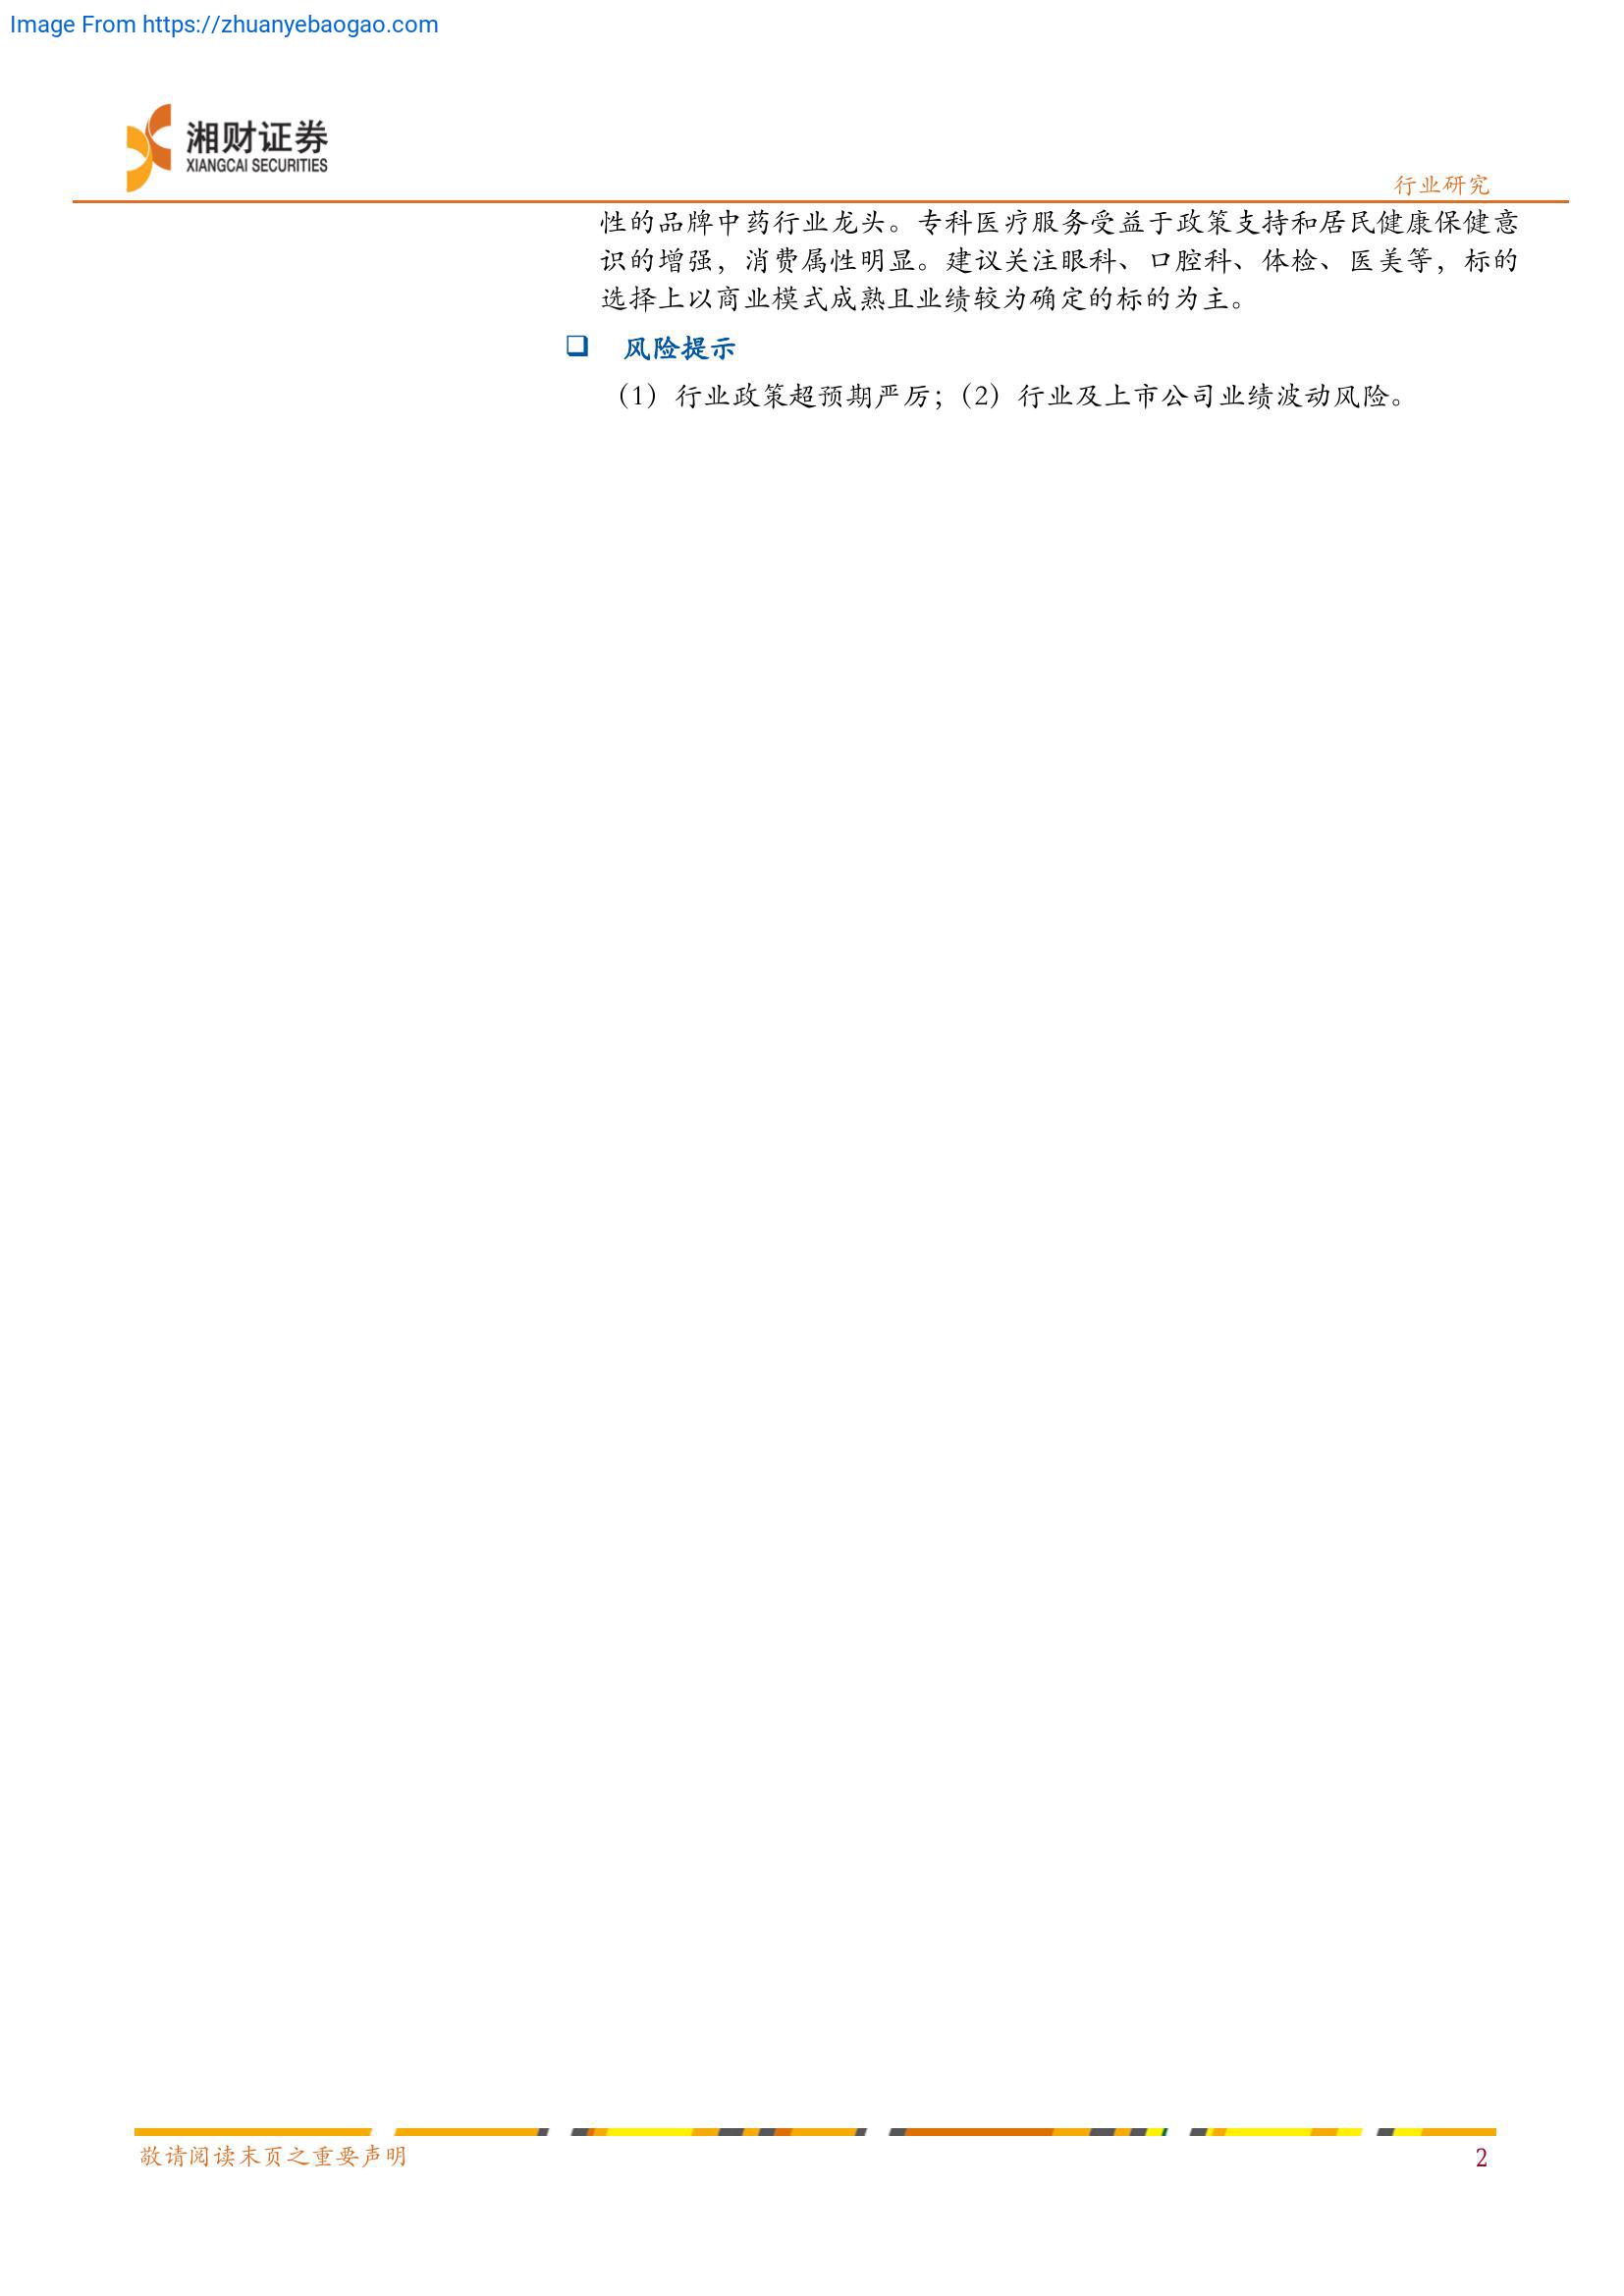 Image From https://zhuanyebaogao.com
湘财证券
XIANGCAI SECURITIES
行业研究
性的品牌中药行业龙头。专科医疗服务受益于政策支持和居民健康保健意
识的增强，消费属性明显。建议关注眼科、口腔科、体检、医美等，标的
选择上以商业模式成熟且业绩较为确定的标的为主。
❑ 风险提示
（1）行业政策超预期严厉；（2）行业及上市公司业绩波动风险。
敬请阅读末页之重要声明
2